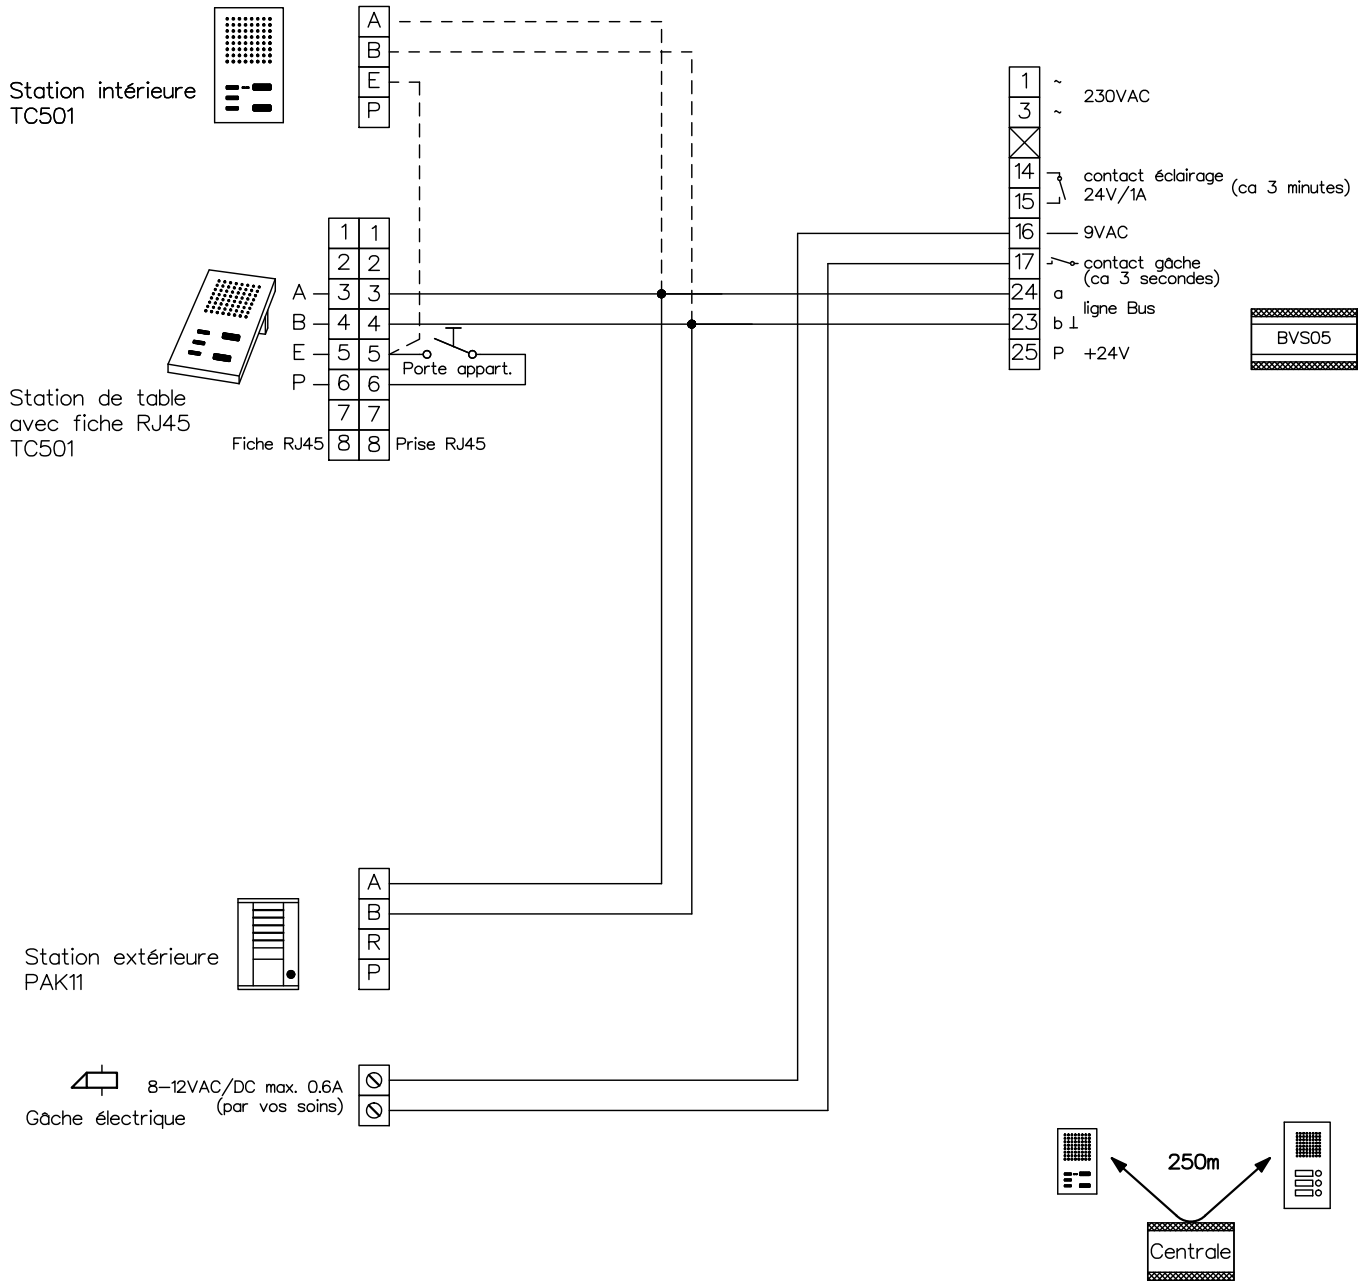 Station intérieure
TC501
A
B
E
P
1 ~
230VAC
3 ~
14
contact éclairage
24V/1A
(ca 3 minutes)
15
16 9VAC
17 contact gâche
(ca 3 secondes)
24 a
ligne Bus
23 b ⊥
25 P +24V
BVS05
1 1
2 2
A 3 3
B 4 4
E 5 5
Porte appart.
P 6 6
7 7
Fiche RJ45 8 8 Prise RJ45
Station de table
avec fiche RJ45
TC501
A
B
R
P
Station extérieure
PAK11
8-12VAC/DC max. 0.6A
(par vos soins)
Gâche électrique
250m
Centrale